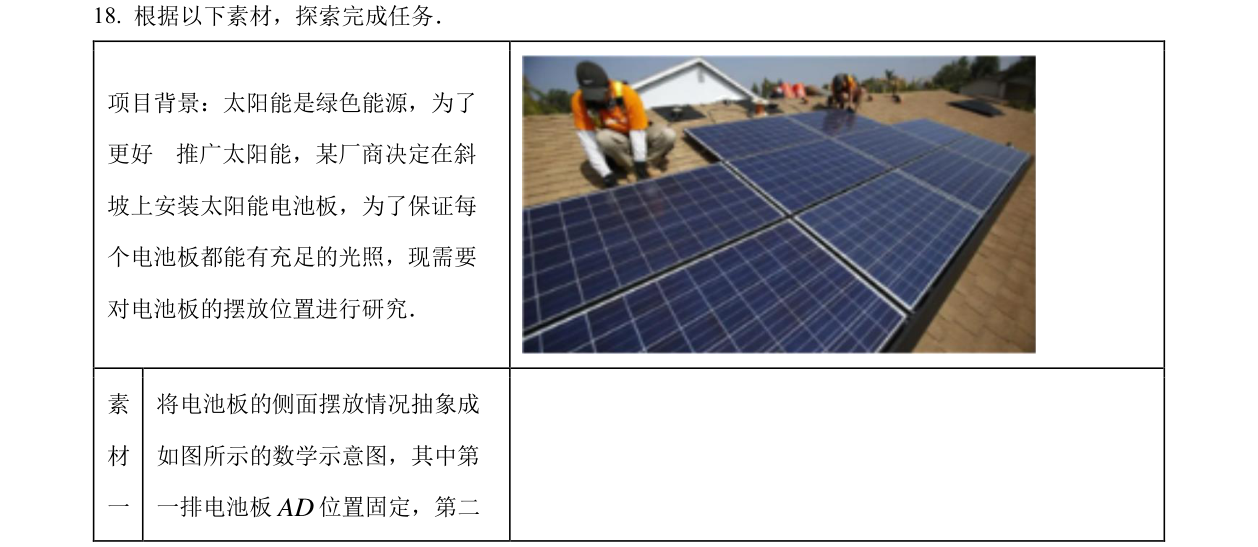 18. 根据以下素材，探索完成任务．
项目背景：太阳能是绿色能源，为了
更好　推广太阳能，某厂商决定在斜
坡上安装太阳能电池板，为了保证每
个电池板都能有充足的光照，现需要
对电池板的摆放位置进行研究．
素
材
一
将电池板的侧面摆放情况抽象成
如图所示的数学示意图，其中第
一排电池板 AD 位置固定，第二